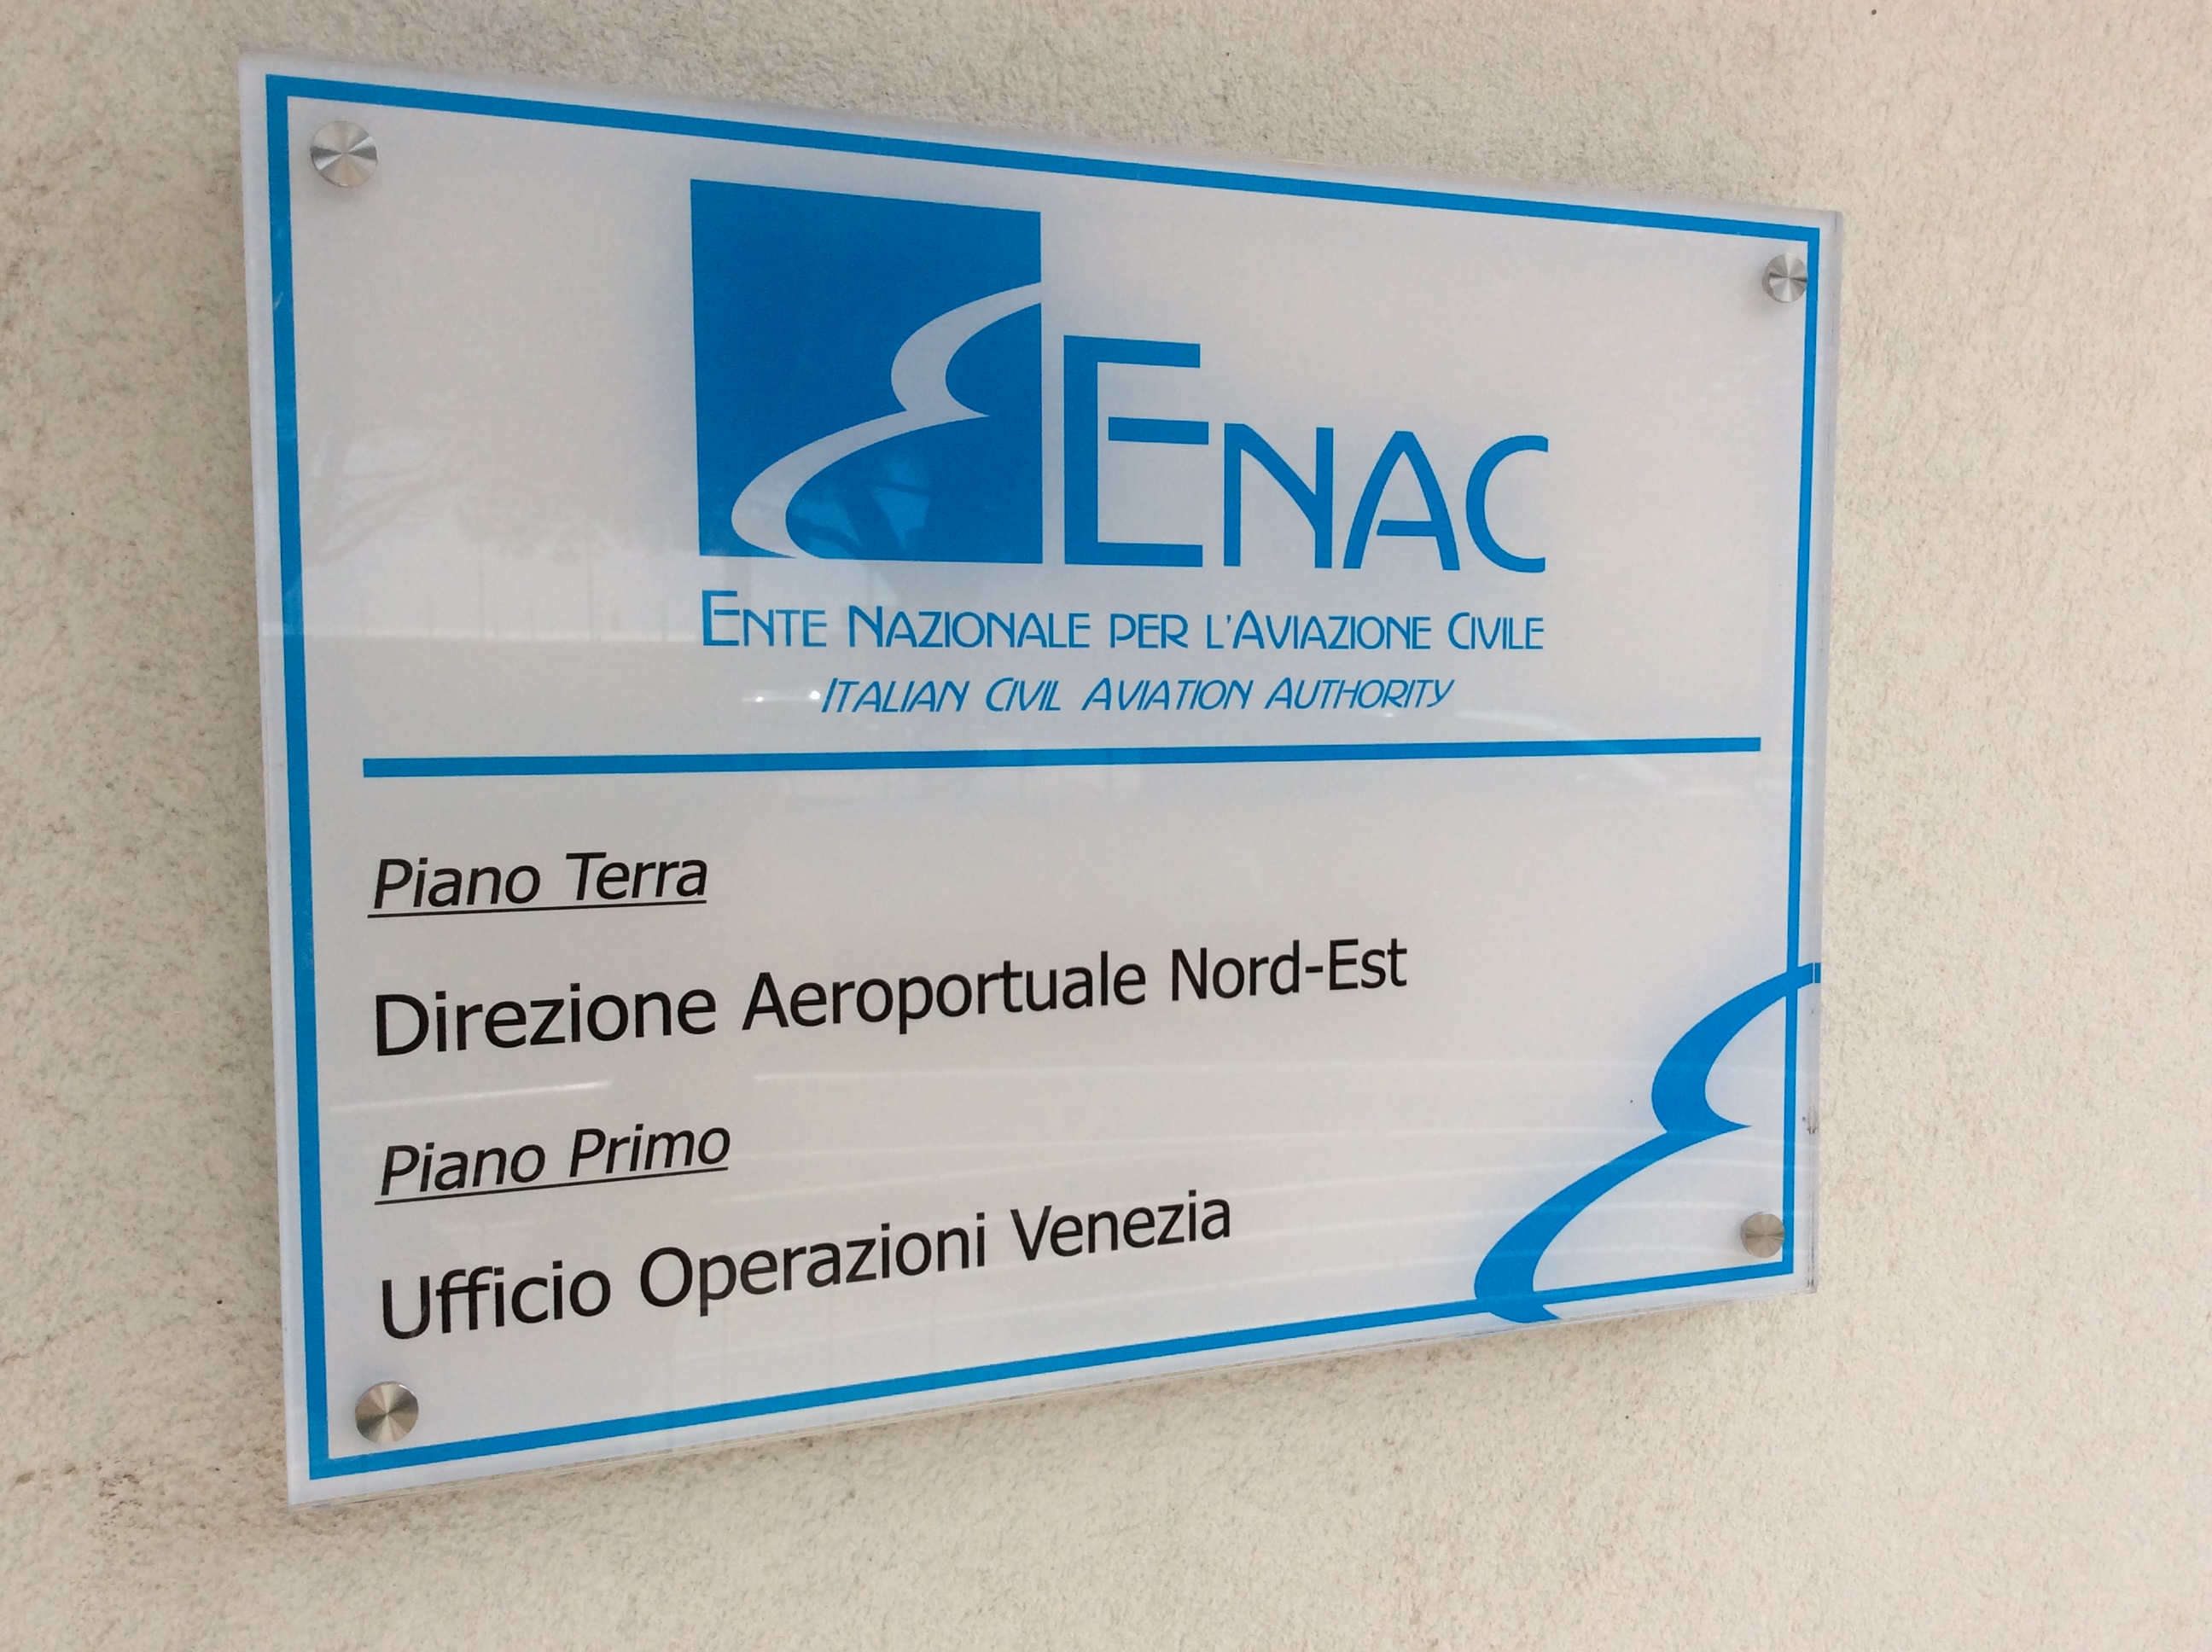 ENAC
ENTE NAZIONALE PER L'AVIAZIONE CIVILE
ITALIAN CIVIL AVIATION AUTHORITY
Piano Terra
Direzione Aeroportuale Nord-Est
Piano Primo
Ufficio Operazioni Venezia